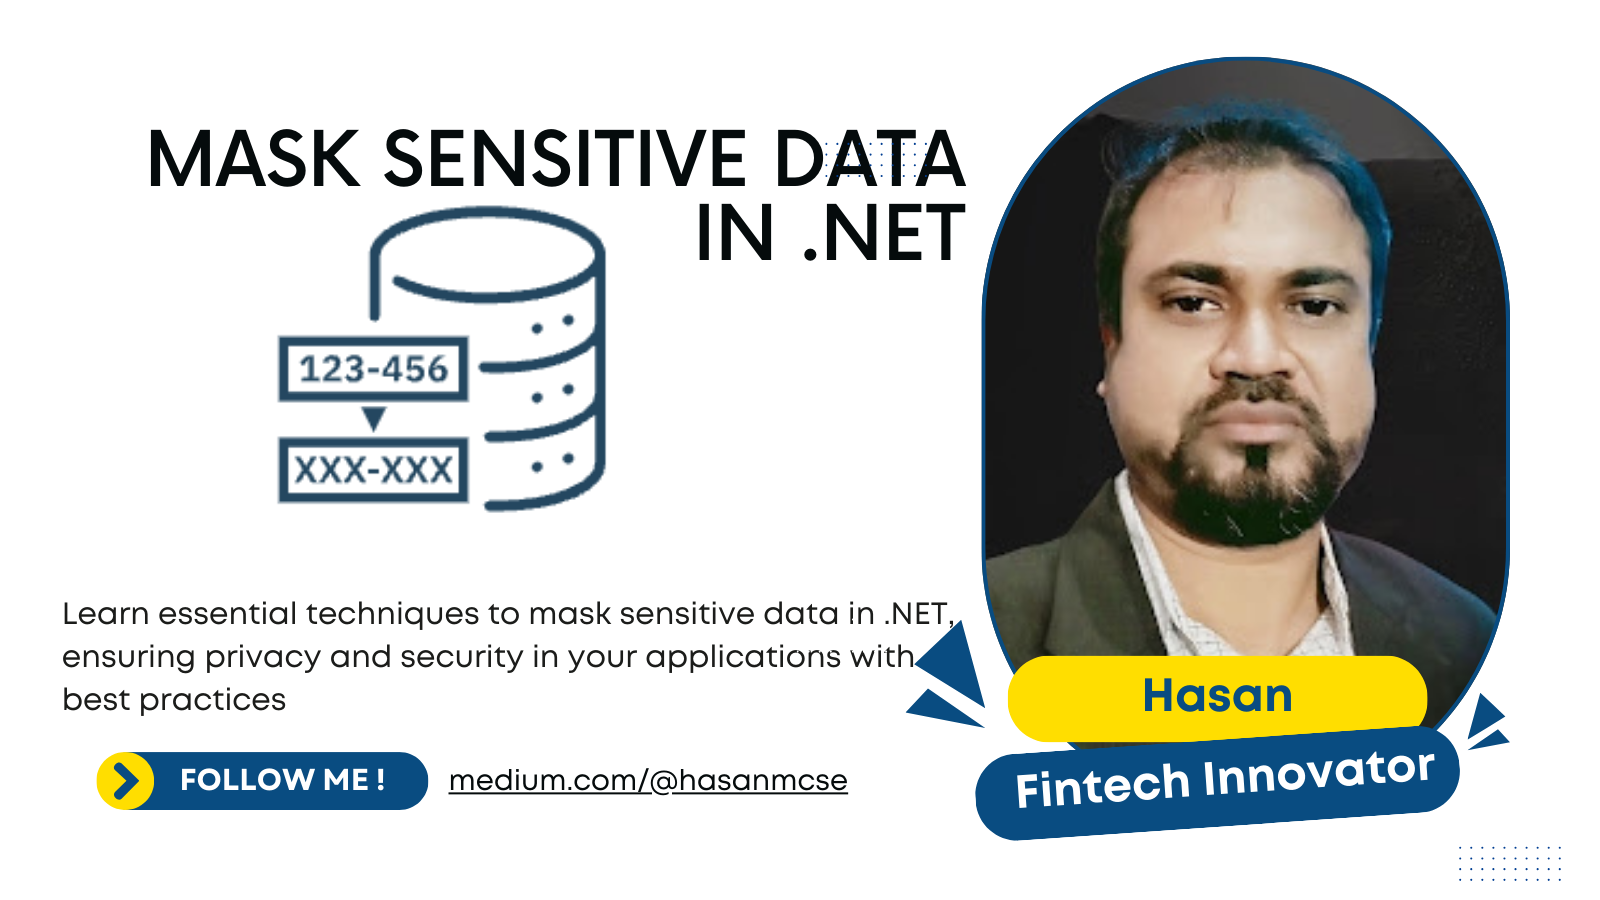 MASK SENSITIVE DATA
IN .NET
123-456
XXX-XXX
Learn essential techniques to mask sensitive data in .NET,
ensuring privacy and security in your applications with
best practices
FOLLOW ME !
medium.com/@hasanmcse
Hasan
Fintech Innovator